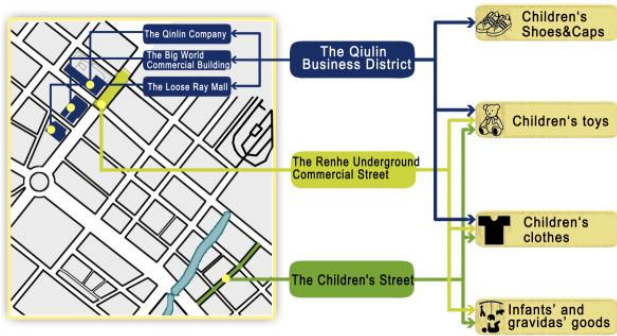 The Qinlin Company
The Big World
Commercial Building
The Loose Ray Mall
The Qiulin
Business District
The Renhe Underground
Commercial Street
The Children's Street
Children's
Shoes&Caps
Children's toys
Children's
clothes
Infants' and
gravidas' goods